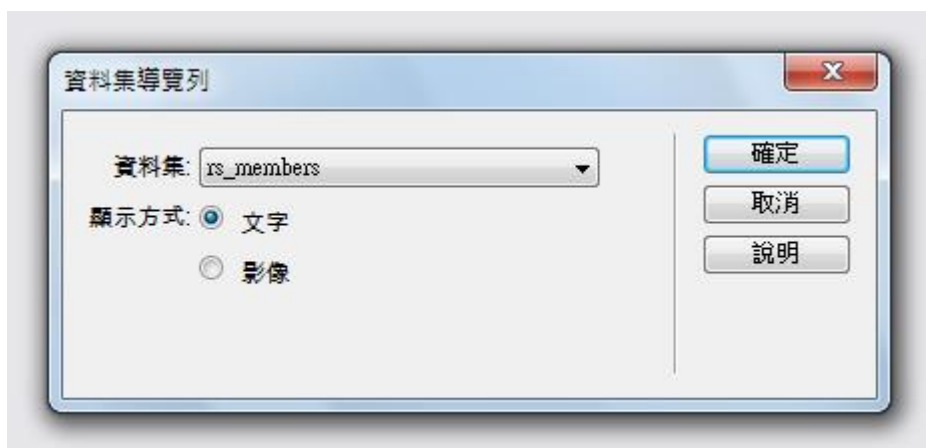 資料集導覽列
資料集: rs_members
顯示方式: 文字
影像
確定
取消
說明